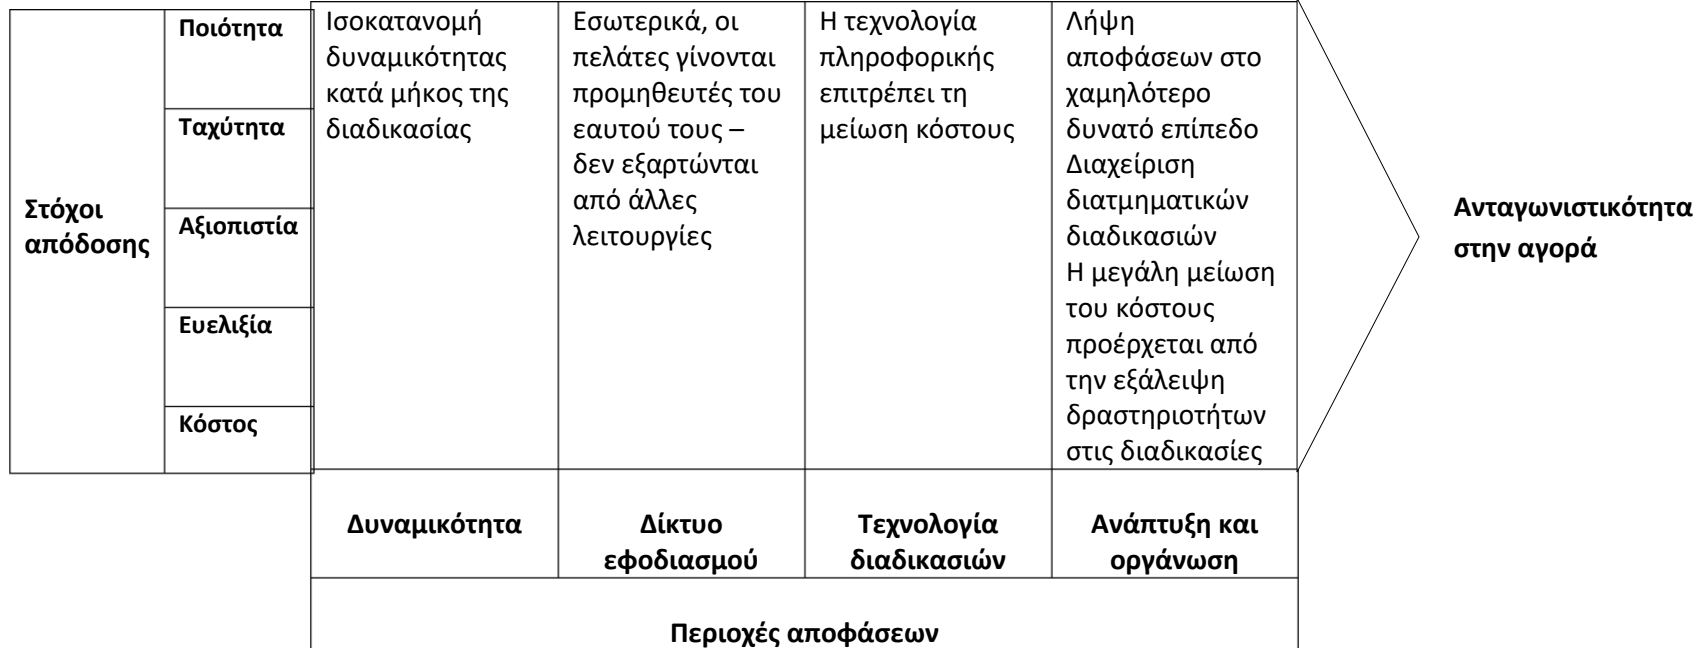 Στόχοι
απόδοσης
Ποιότητα
Ταχύτητα
Αξιοπιστία
Ευελιξία
Κόστος
Ισοκατανομή
δυναμικότητας
κατά μήκος της
διαδικασίας
Εσωτερικά, οι
πελάτες γίνονται
προμηθευτές του
εαυτού τους –
δεν εξαρτώνται
από άλλες
λειτουργίες
Η τεχνολογία
πληροφορικής
επιτρέπει τη
μείωση κόστους
Λήψη
αποφάσεων στο
χαμηλότερο
δυνατό επίπεδο
Διαχείριση
διατμηματικών
διαδικασιών
Η μεγάλη μείωση
του κόστους
προέρχεται από
την εξάλειψη
δραστηριοτήτων
στις διαδικασίες
Ανταγωνιστικότητα
στην αγορά
Δυναμικότητα
Δίκτυο
εφοδιασμού
Τεχνολογία
διαδικασιών
Ανάπτυξη και
οργάνωση
Περιοχές αποφάσεων